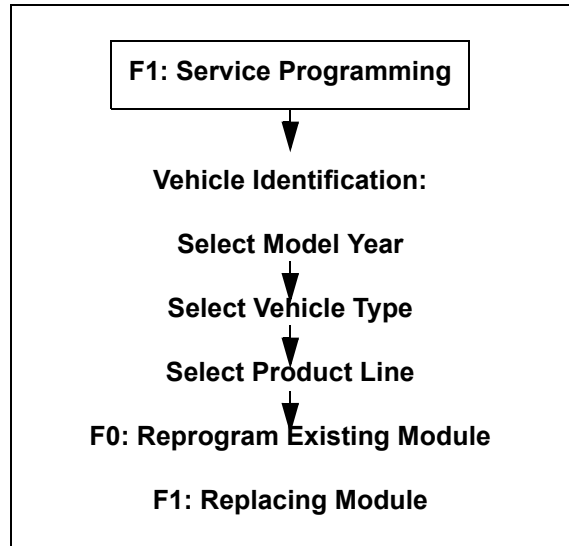 F1: Service Programming
Vehicle Identification:
Select Model Year
Select Vehicle Type
Select Product Line
F0: Reprogram Existing Module
F1: Replacing Module